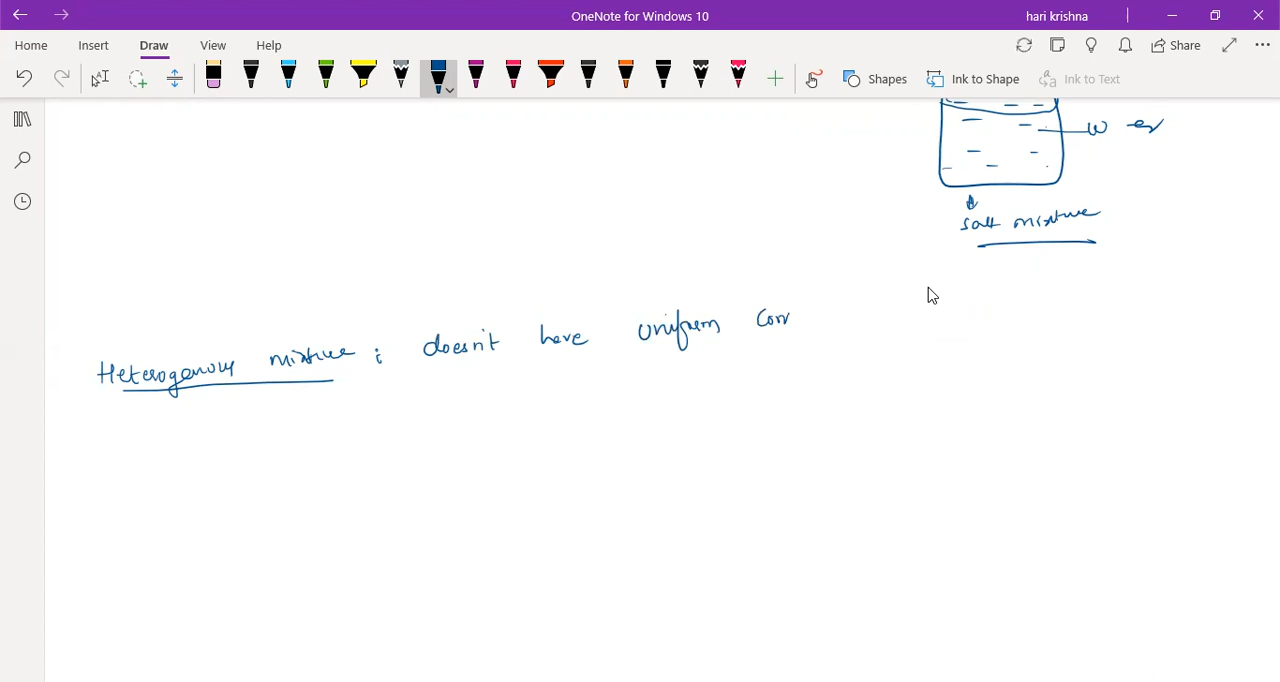 OneNote for Windows 10
hari krishna
Home Insert Draw View Help
Share
Shapes Ink to Shape Ink to Text
salt mixture
Heterogenous mixture : doesn't have uniform com